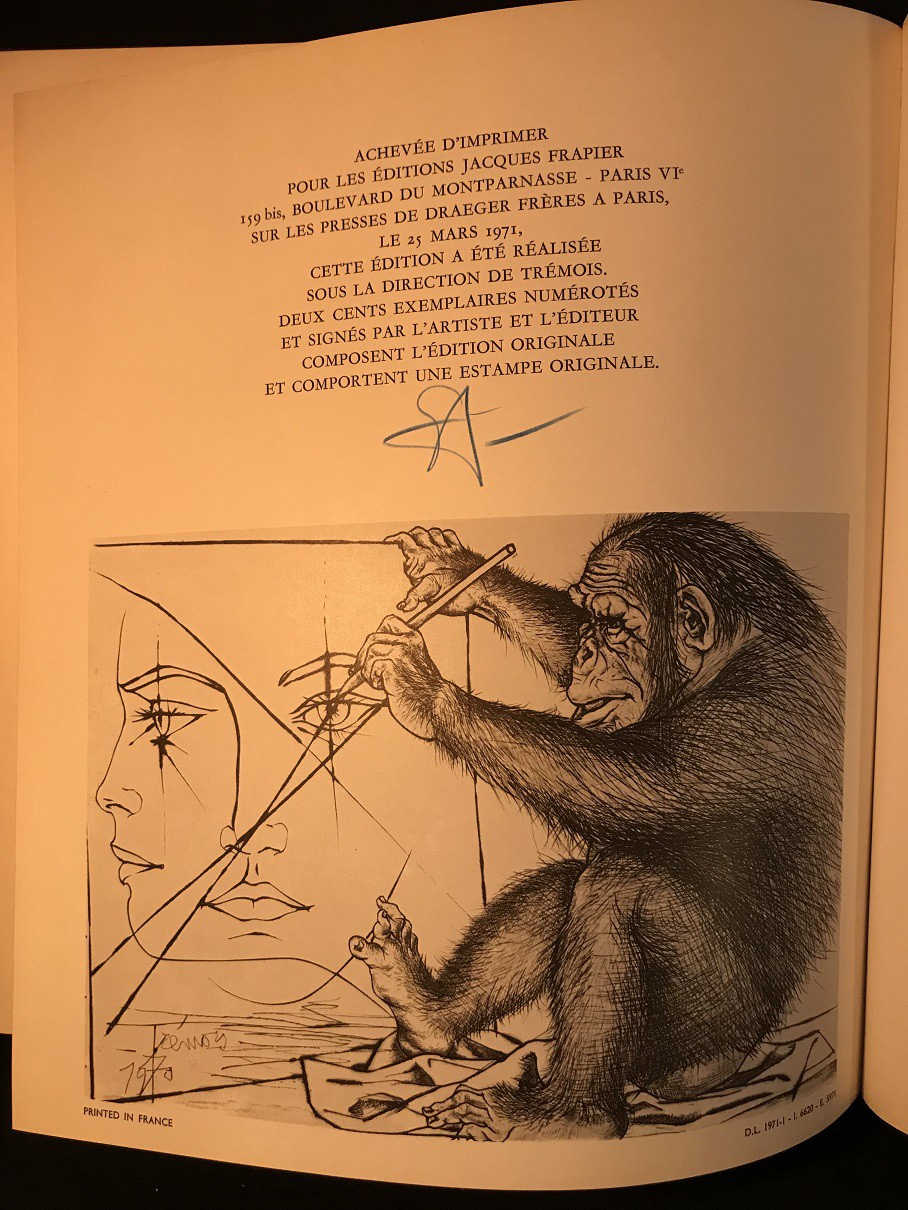 ACHEVÉE D'IMPRIMER
POUR LES ÉDITIONS JACQUES FRAPIER
159 bis, BOULEVARD DU MONTPARNASSE - PARIS VIᵉ
SUR LES PRESSES DE DRAEGER FRÈRES A PARIS,
LE 25 MARS 1971,
CETTE ÉDITION A ÉTÉ RÉALISÉE
SOUS LA DIRECTION DE TRÉMOIS.
DEUX CENTS EXEMPLAIRES NUMÉROTÉS
ET SIGNÉS PAR L'ARTISTE ET L'ÉDITEUR
COMPOSENT L'ÉDITION ORIGINALE
ET COMPORTENT UNE ESTAMPE ORIGINALE.
Trémois
1970
PRINTED IN FRANCE
D.L. 1971-1 - I. 6620 - E.